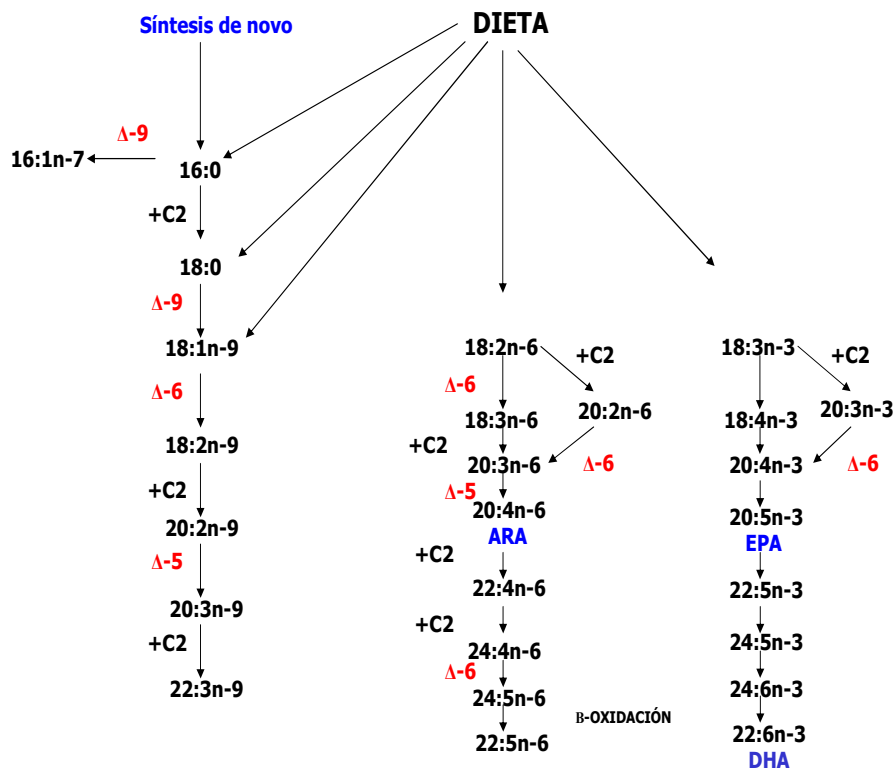 Síntesis de novo
DIETA
Δ-9
16:1n-7
16:0
+C2
18:0
Δ-9
18:1n-9
Δ-6
18:2n-9
+C2
20:2n-9
Δ-5
20:3n-9
+C2
22:3n-9
18:2n-6
+C2
Δ-6
18:3n-6
20:2n-6
+C2
20:3n-6
Δ-6
Δ-5
20:4n-6
ARA
+C2
22:4n-6
+C2
24:4n-6
Δ-6
24:5n-6
β-OXIDACIÓN
22:5n-6
18:3n-3
+C2
20:3n-3
18:4n-3
20:4n-3
Δ-6
20:5n-3
EPA
22:5n-3
24:5n-3
24:6n-3
22:6n-3
DHA